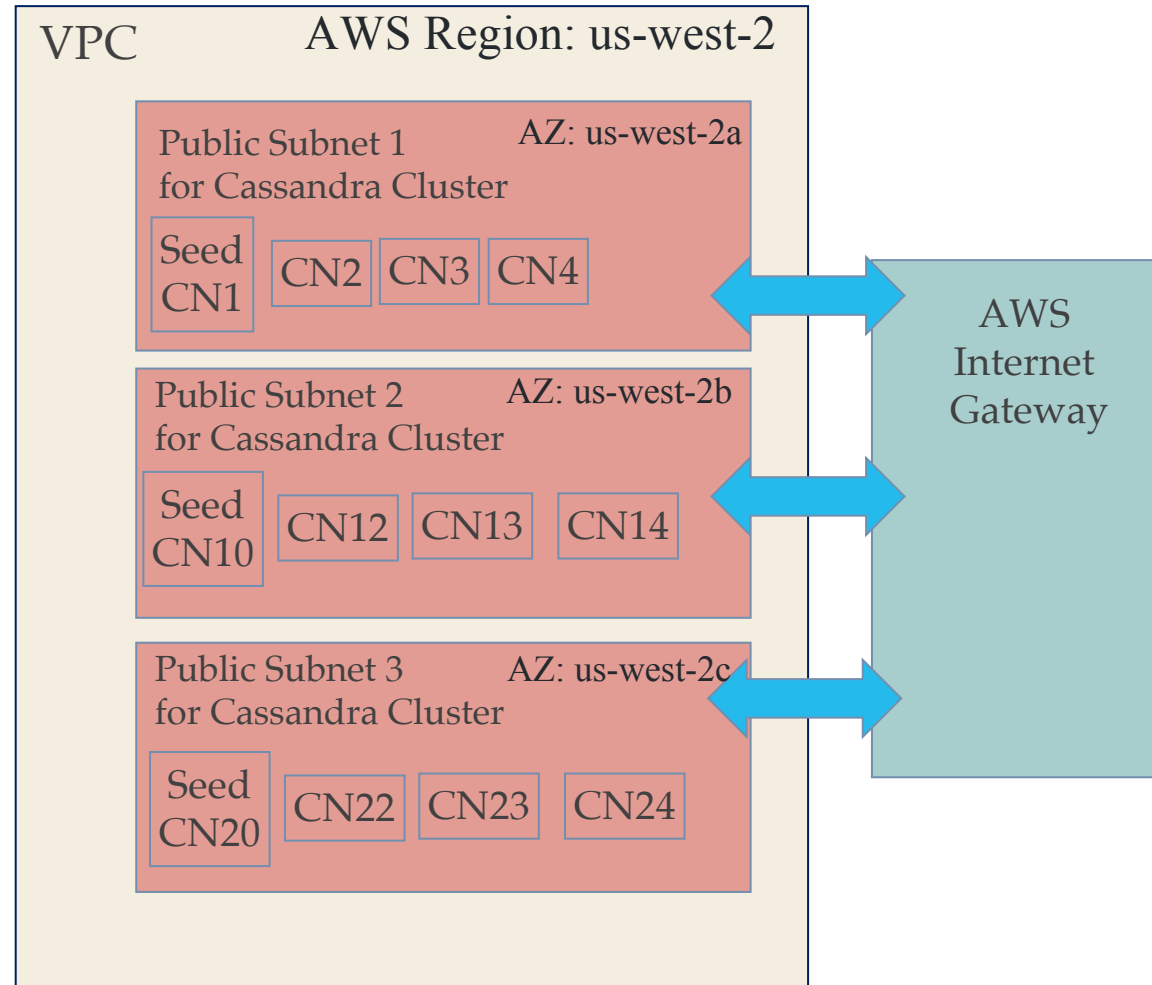 VPC
AWS Region: us-west-2
Public Subnet 1
for Cassandra Cluster
AZ: us-west-2a
Seed
CN1
CN2
CN3
CN4
Public Subnet 2
for Cassandra Cluster
AZ: us-west-2b
Seed
CN10
CN12
CN13
CN14
Public Subnet 3
for Cassandra Cluster
AZ: us-west-2c
Seed
CN20
CN22
CN23
CN24
AWS
Internet
Gateway